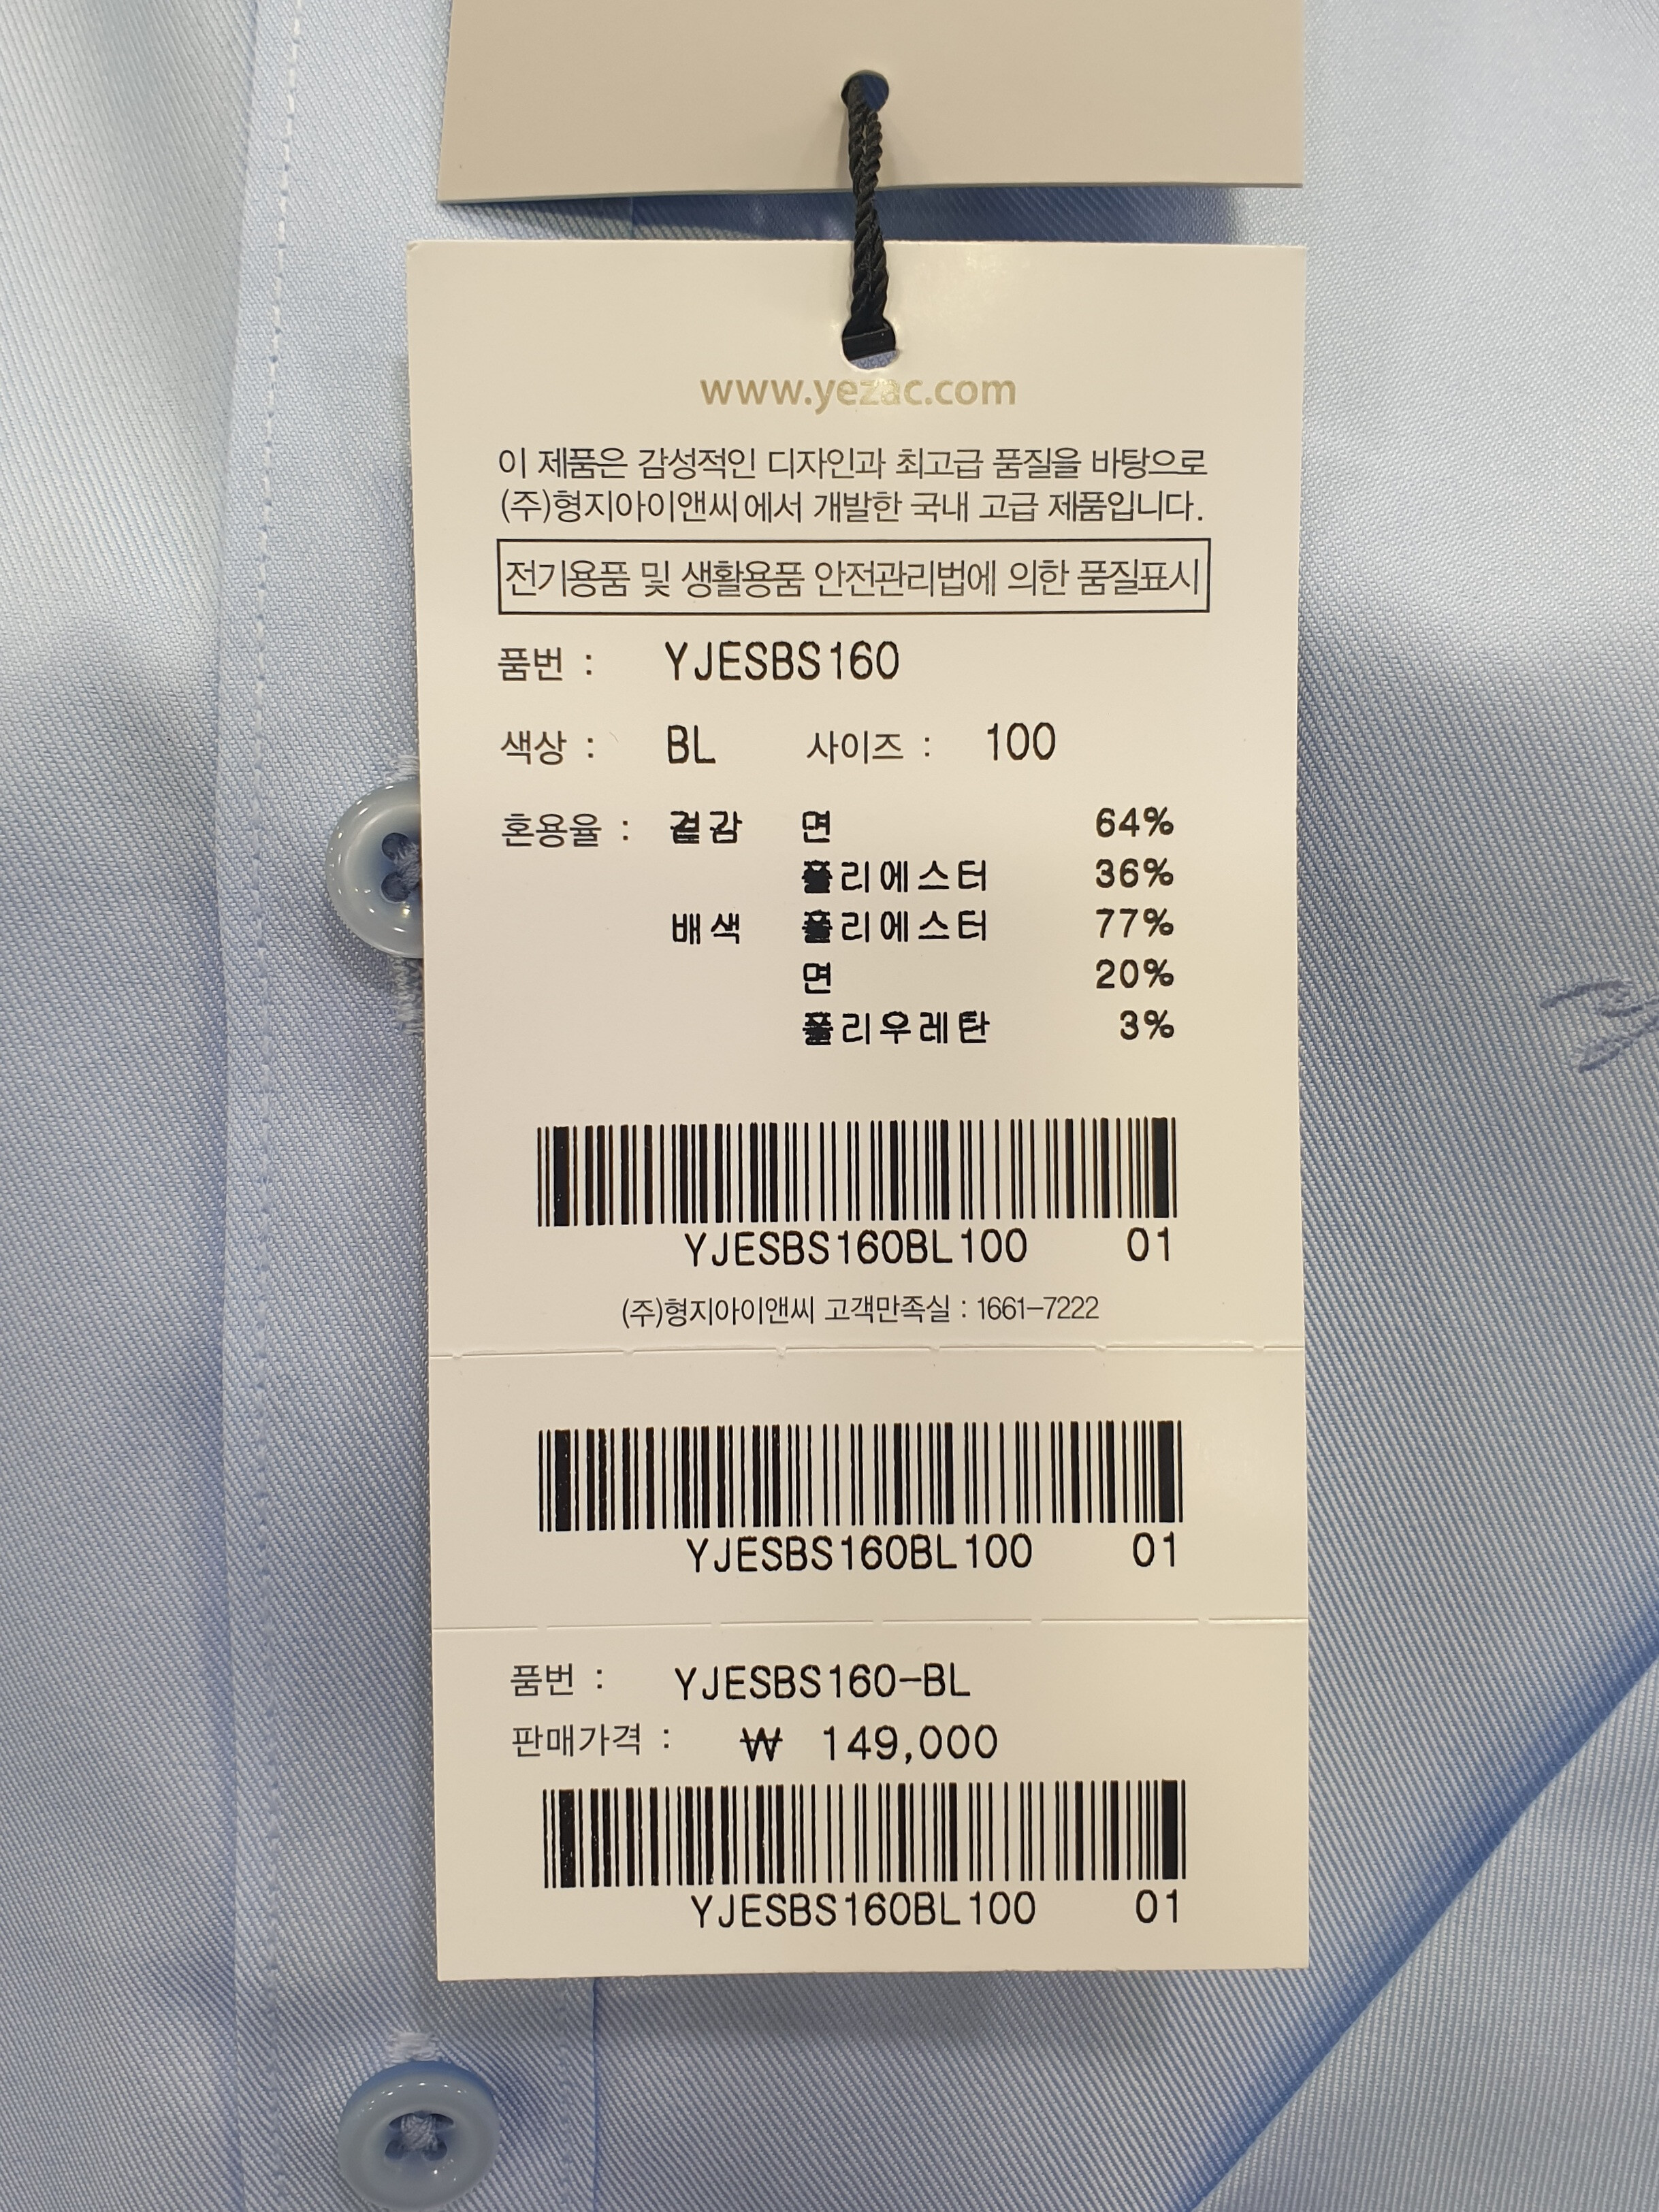 www.yezac.com
이 제품은 감성적인 디자인과 최고급 품질을 바탕으로
(주)형지아이앤씨에서 개발한 국내 고급 제품입니다.
전기용품 및 생활용품 안전관리법에 의한 품질표시
품번 : YJESBS160
색상 : BL 사이즈 : 100
혼용율 : 겉감 면 64%
폴리에스터 36%
배색 폴리에스터 77%
면 20%
폴리우레탄 3%
YJESBS160BL100 01
(주)형지아이앤씨 고객만족실 : 1661-7222
YJESBS160BL100 01
품번 : YJESBS160-BL
판매가격 : ₩ 149,000
YJESBS160BL100 01